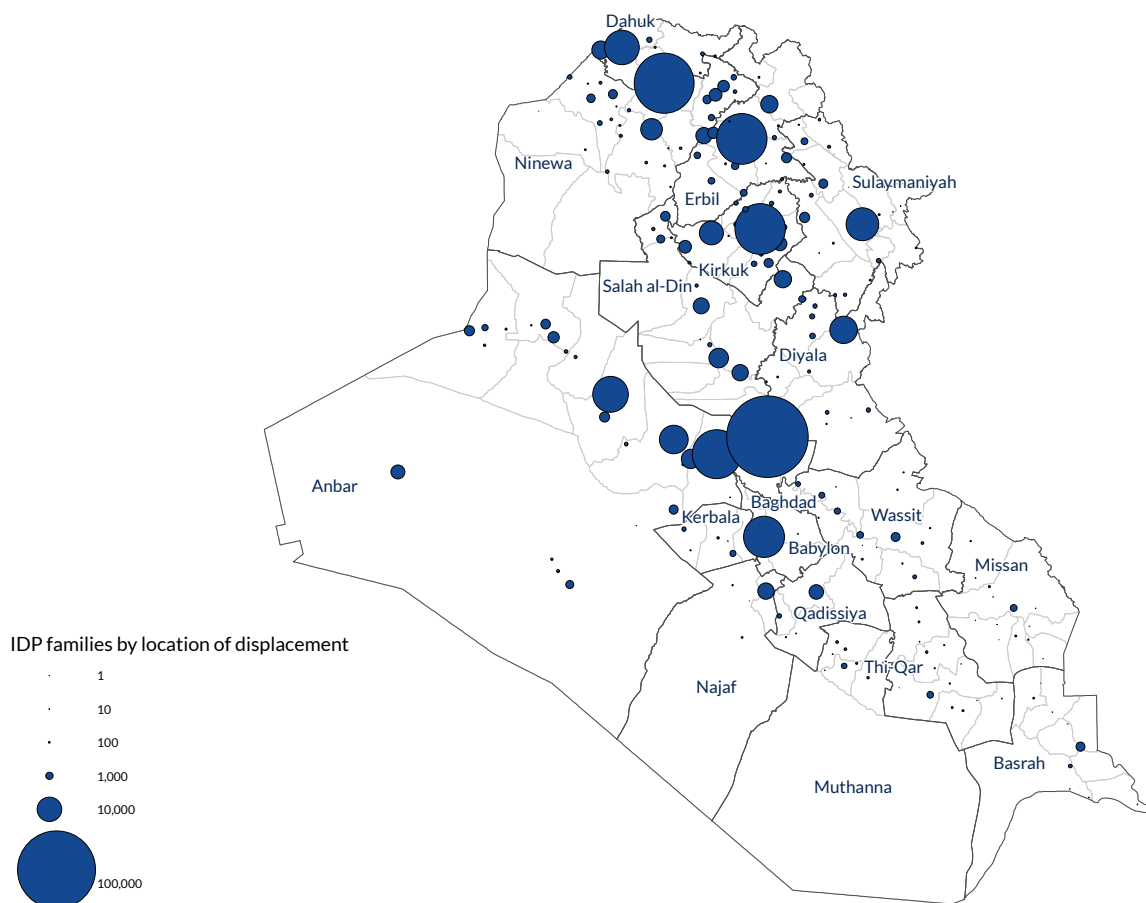 Dahuk
Ninewa
Sulaymaniyah
Erbil
Kirkuk
Salah al-Din
Diyala
Anbar
Baghdad
Kerbala
Wassit
Babylon
Missan
Qadissiya
IDP families by location of displacement
Thi-Qar
1
Najaf
10
100
Basrah
1,000
Muthanna
10,000
100,000